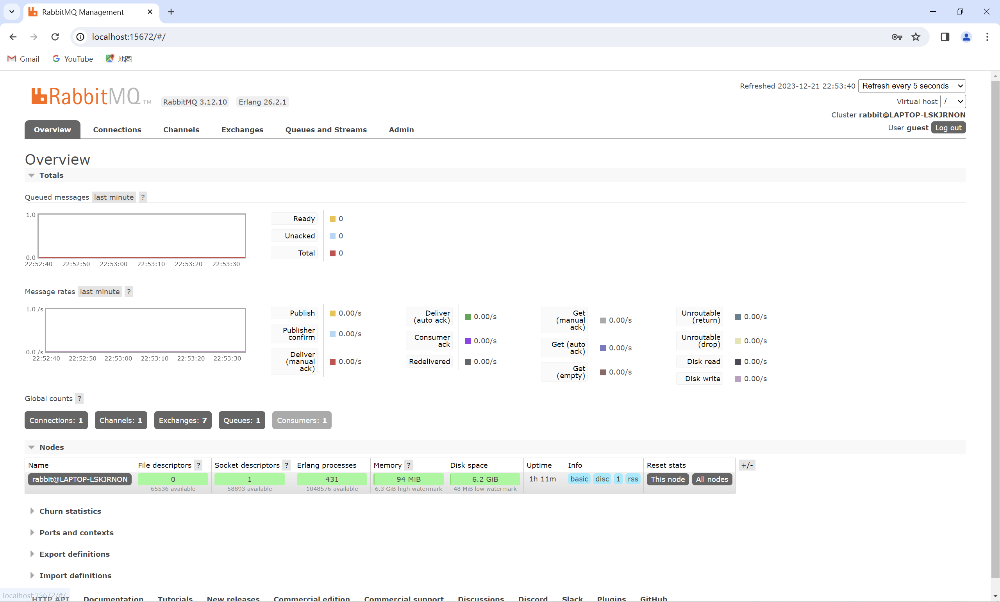 RabbitMQ Management
localhost:15672/#/
Gmail
YouTube
地图
RabbitMQ TM
RabbitMQ 3.12.10
Erlang 26.2.1
Refreshed 2023-12-21 22:53:40
Refresh every 5 seconds
Virtual host /
Cluster rabbit@LAPTOP-LSKJRNON
User guest Log out
Overview
Connections
Channels
Exchanges
Queues and Streams
Admin
Overview
Totals
Queued messages last minute ?
1.0
0.0
22:52:40 22:52:50 22:53:00 22:53:10 22:53:20 22:53:30
Ready 0
Unacked 0
Total 0
Message rates last minute ?
1.0 /s
0.0 /s
22:52:40 22:52:50 22:53:00 22:53:10 22:53:20 22:53:30
Publish 0.00/s
Publisher
confirm 0.00/s
Deliver
(manual 0.00/s
ack)
Deliver
(auto ack) 0.00/s
Consumer
ack 0.00/s
Redelivered 0.00/s
Get
(manual 0.00/s
ack)
Get (auto
ack) 0.00/s
Get
(empty) 0.00/s
Unroutable
(return) 0.00/s
Unroutable
(drop) 0.00/s
Disk read 0.00/s
Disk write 0.00/s
Global counts ?
Connections: 1
Channels: 1
Exchanges: 7
Queues: 1
Consumers: 1
Nodes
Name File descriptors ? Socket descriptors ? Erlang processes Memory ? Disk space Uptime Info Reset stats +/-
rabbit@LAPTOP-LSKJRNON 0 1 431 94 MiB 6.2 GiB 1h 11m basic disc 1 rss This node All nodes
65536 available 58893 available 1048576 available 6.3 GiB high watermark 48 MiB low watermark
Churn statistics
Ports and contexts
Export definitions
Import definitions
localhost:15672/#/
HTTP API Documentation Tutorials New releases Commercial edition Commercial support Discussions Discord Slack Plugins GitHub